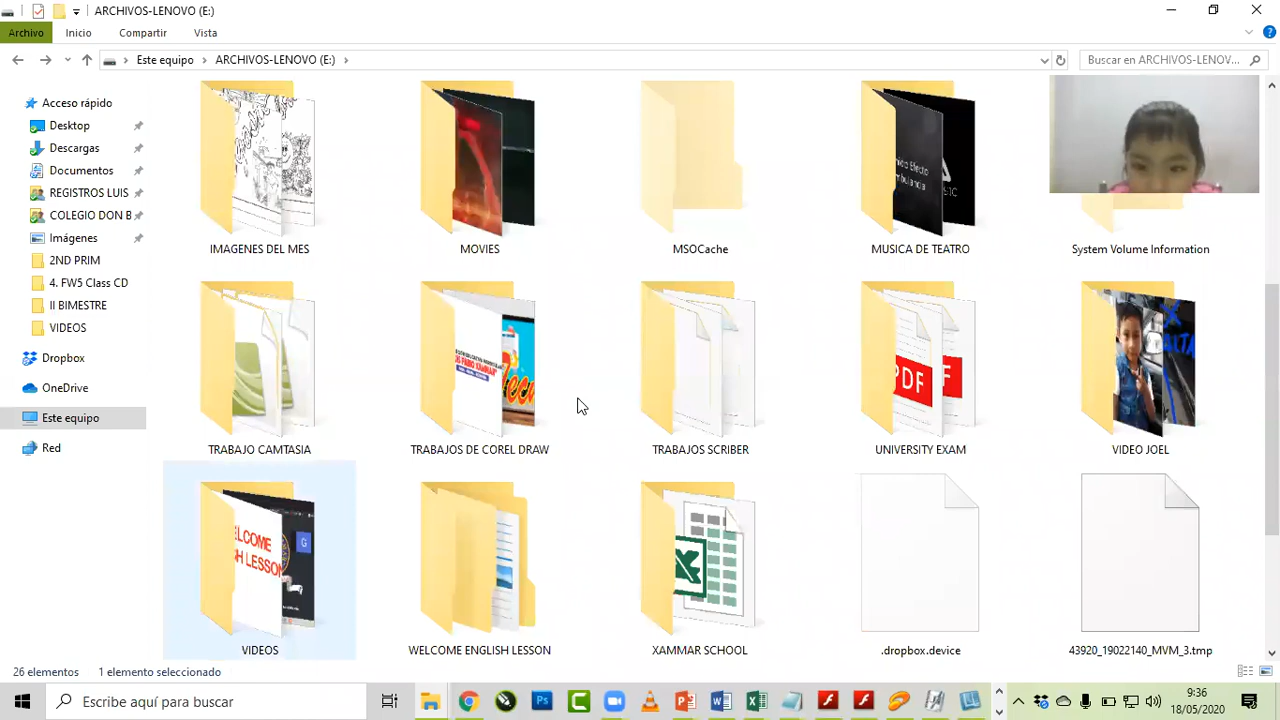 ARCHIVOS-LENOVO (E:)
Archivo Inicio Compartir Vista
Este equipo > ARCHIVOS-LENOVO (E:) >
Buscar en ARCHIVOS-LENOV...
Acceso rápido
Desktop
Descargas
Documentos
REGISTROS LUIS
COLEGIO DON B
Imágenes
2ND PRIM
4. FW5 Class CD
II BIMESTRE
VIDEOS
Dropbox
OneDrive
Este equipo
Red
IMAGENES DEL MES
MOVIES
MSOCache
MUSICA DE TEATRO
System Volume Information
TRABAJO CAMTASIA
TRABAJOS DE COREL DRAW
TRABAJOS SCRIBER
PDF
UNIVERSITY EXAM
VIDEO JOEL
VIDEOS
WELCOME ENGLISH LESSON
XAMMAR SCHOOL
.dropbox.device
43920_19022140_MVM_3.tmp
26 elementos 1 elemento seleccionado
Escribe aquí para buscar
9:36
18/05/2020